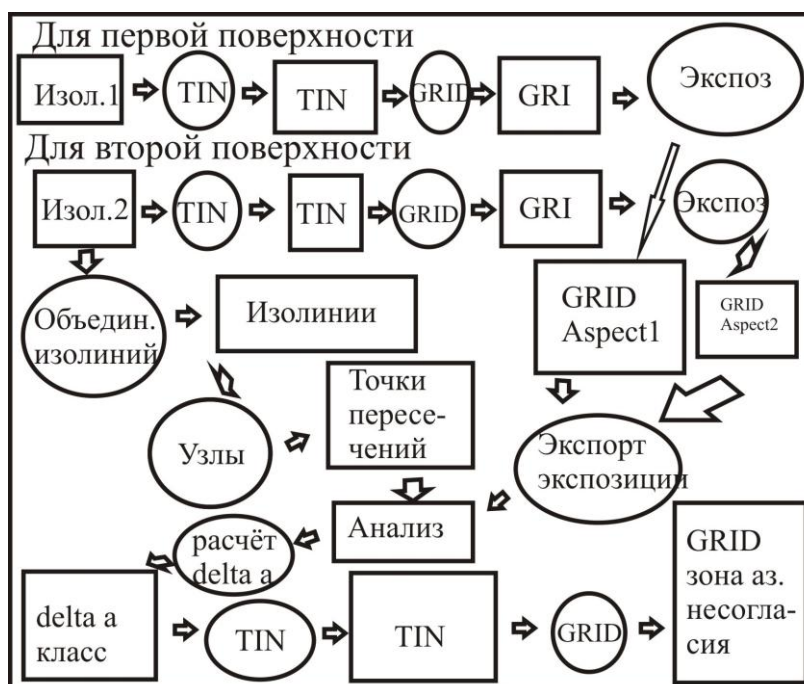 Для первой поверхности
Изол.1
TIN
TIN
GRID
GRI
Экспоз
Для второй поверхности
Изол.2
TIN
TIN
GRID
GRI
Экспоз
Объедин.
изолиний
Изолинии
GRID
Aspect1
GRID
Aspect2
Узлы
Точки
пересе-
чений
Экспорт
экспозиции
Анализ
расчёт
delta a
GRID
зона аз.
несогла-
сия
delta a
класс
TIN
TIN
GRID